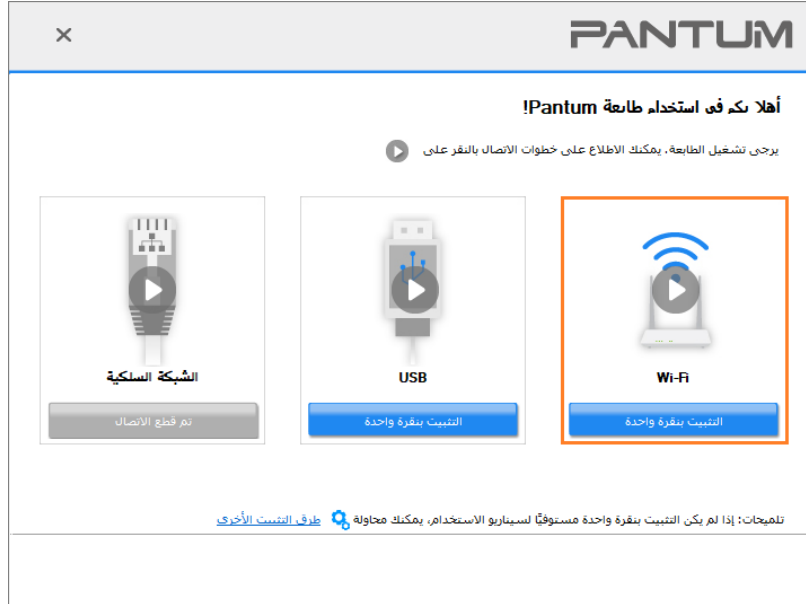 PANTUM
أهلا بكم في استخدام طابعة Pantum!
يرجى تشغيل الطابعة، يمكنك الاطلاع على خطوات الاتصال بالنقر على
Wi-Fi
التثبيت بنقرة واحدة
USB
التثبيت بنقرة واحدة
الشبكة السلكية
تم قطع الاتصال
تلميحات: إذا لم يكن التثبيت بنقرة واحدة مستوفيًا لسيناريو الاستخدام، يمكنك محاولة طرق التثبيت الأخرى